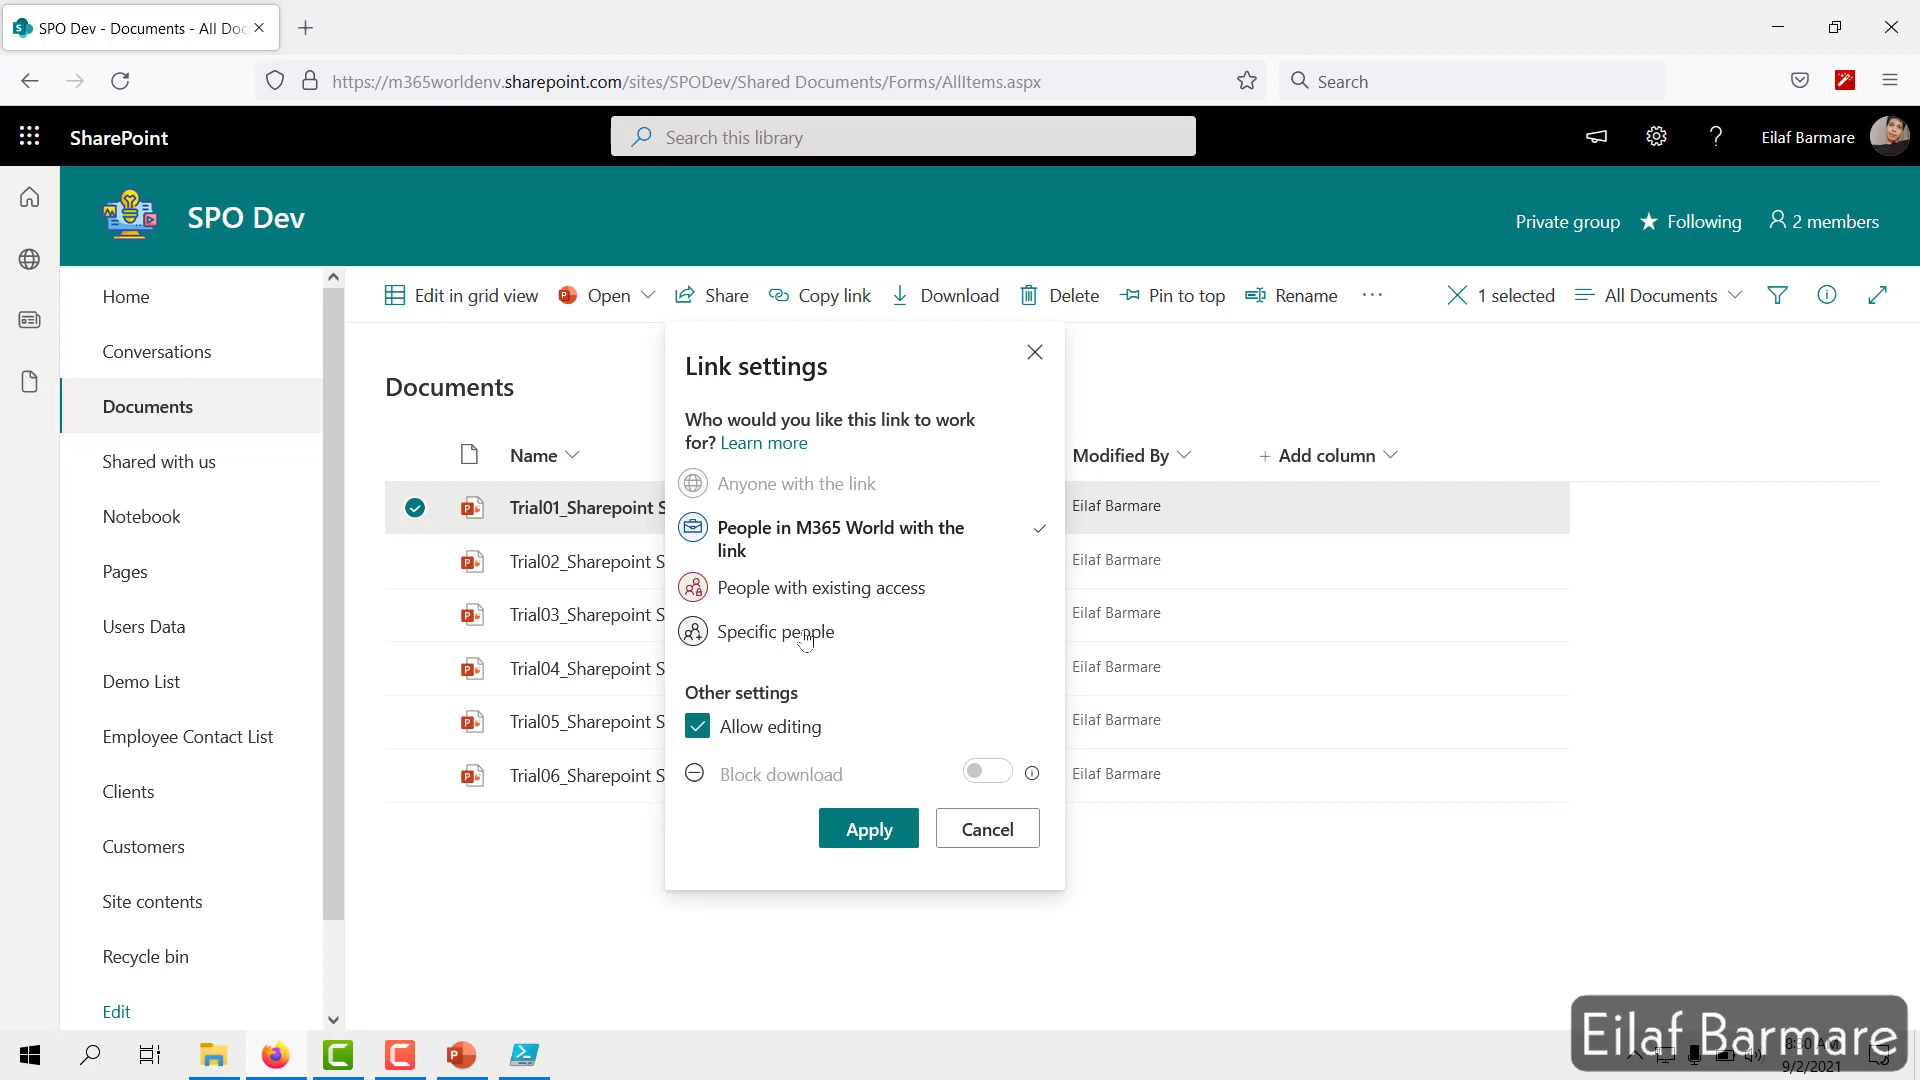 SPO Dev - Documents - All Doc
https://m365worldenv.sharepoint.com/sites/SPODev/Shared Documents/Forms/AllItems.aspx
Search
SharePoint
Search this library
Eilaf Barmare
SPO Dev
Private group
Following
2 members
Home
Conversations
Documents
Shared with us
Notebook
Pages
Users Data
Demo List
Employee Contact List
Clients
Customers
Site contents
Recycle bin
Edit
Edit in grid view
Open
Share
Copy link
Download
Delete
Pin to top
Rename
1 selected
All Documents
Documents
Name
Modified By
Add column
Trial01_Sharepoint S
Eilaf Barmare
Trial02_Sharepoint S
Eilaf Barmare
Trial03_Sharepoint S
Eilaf Barmare
Trial04_Sharepoint S
Eilaf Barmare
Trial05_Sharepoint S
Eilaf Barmare
Trial06_Sharepoint S
Eilaf Barmare
Link settings
Who would you like this link to work
for? Learn more
Anyone with the link
People in M365 World with the
link
People with existing access
Specific people
Other settings
Allow editing
Block download
Apply
Cancel
Eilaf Barmare
8:30 AM
9/2/2021